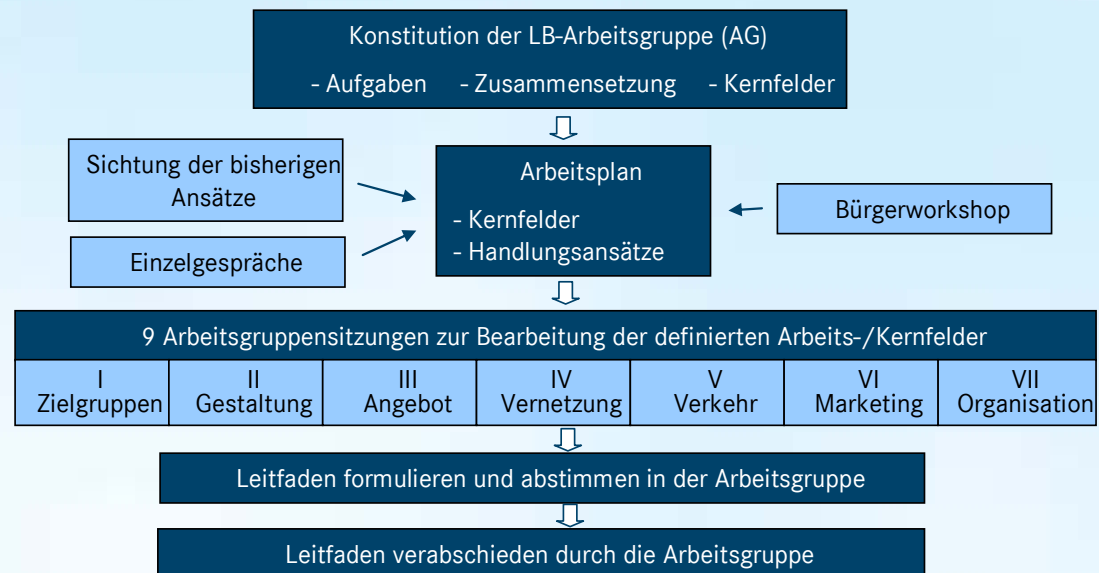 Konstitution der LB-Arbeitsgruppe (AG)
- Aufgaben - Zusammensetzung - Kernfelder
Sichtung der bisherigen
Ansätze
Einzelgespräche
Arbeitsplan
- Kernfelder
- Handlungsansätze
Bürgerworkshop
9 Arbeitsgruppensitzungen zur Bearbeitung der definierten Arbeits-/Kernfelder
I
Zielgruppen
II
Gestaltung
III
Angebot
IV
Vernetzung
V
Verkehr
VI
Marketing
VII
Organisation
Leitfaden formulieren und abstimmen in der Arbeitsgruppe
Leitfaden verabschieden durch die Arbeitsgruppe